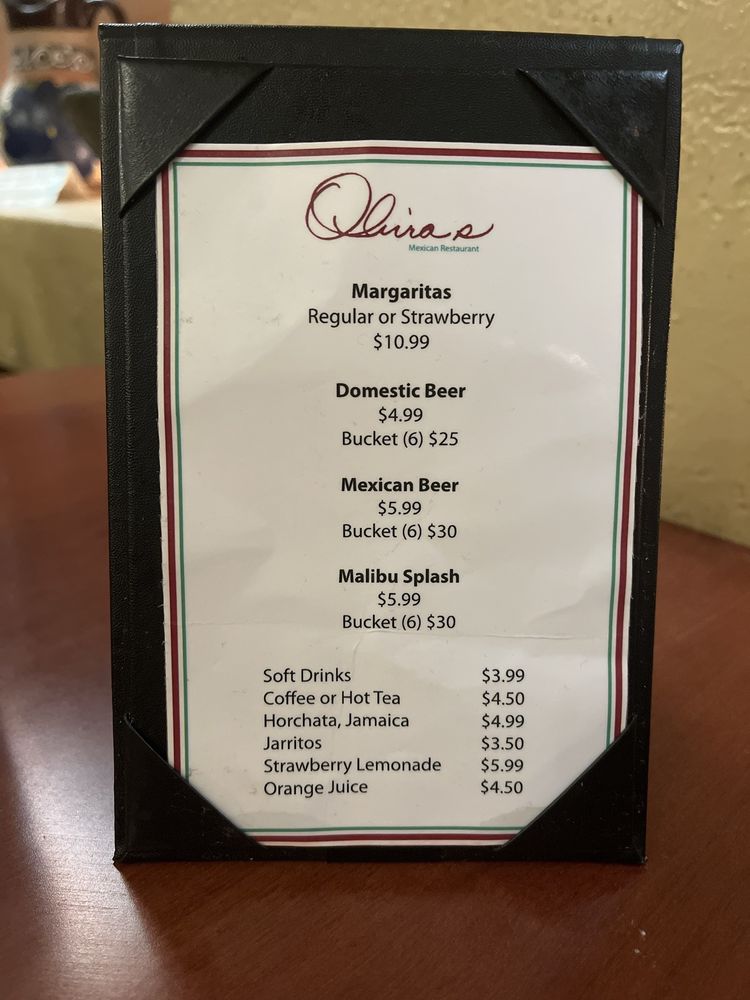 Mexican Restaurant
Margaritas
Regular or Strawberry
$10.99
Domestic Beer
$4.99
Bucket (6) $25
Mexican Beer
$5.99
Bucket (6) $30
Malibu Splash
$5.99
Bucket (6) $30
Soft Drinks $3.99
Coffee or Hot Tea $4.50
Horchata, Jamaica $4.99
Jarritos $3.50
Strawberry Lemonade $5.99
Orange Juice $4.50